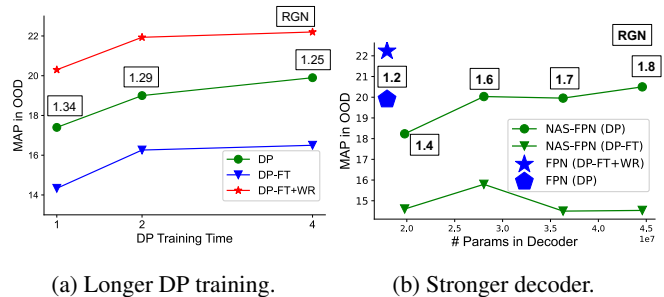 RGN
22
20
18
16
14
MAP in OOD
1.34
1.29
1.25
DP
DP-FT
DP-FT+WR
1
2
4
DP Training Time
(a) Longer DP training.
RGN
22
21
20
19
18
17
16
15
MAP in OOD
1.2
1.4
1.6
1.7
1.8
NAS-FPN (DP)
NAS-FPN (DP-FT)
FPN (DP-FT+WR)
FPN (DP)
2.0
2.5
3.0
3.5
4.0
4.5
1e7
# Params in Decoder
(b) Stronger decoder.